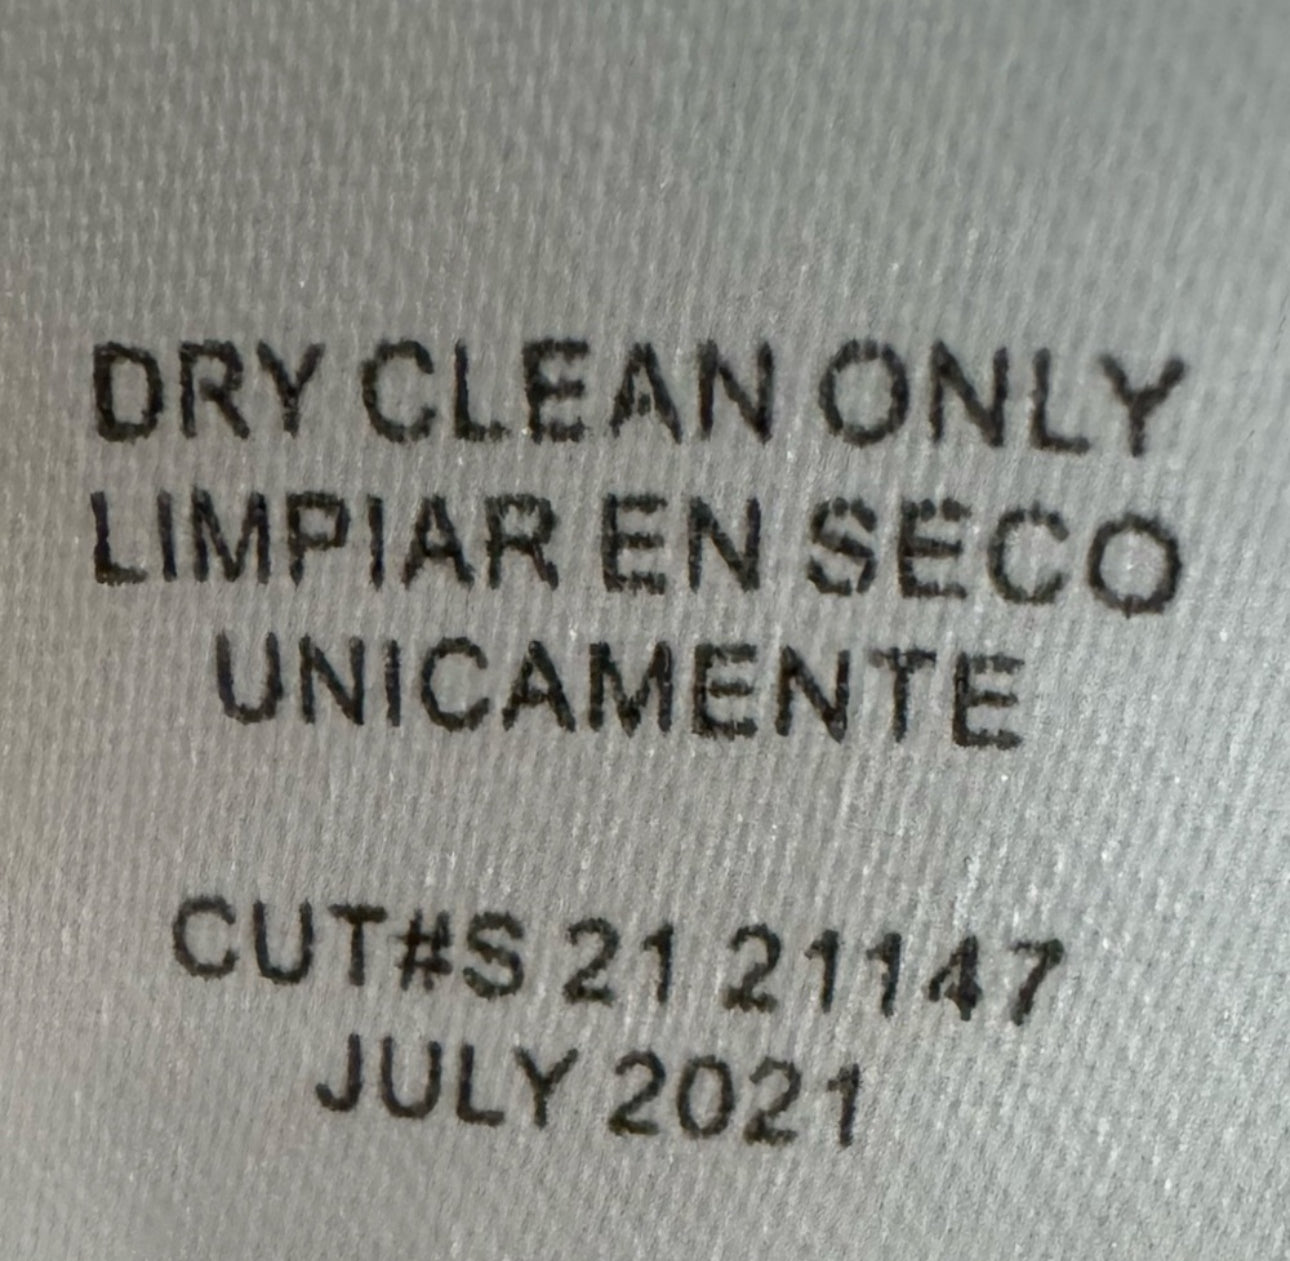 DRY CLEAN ONLY
LIMPIAR EN SECO
UNICAMENTE
CUT#S 21 21147
JULY 2021